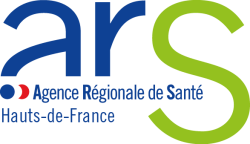 ars
Agence Régionale de Santé
Hauts-de-France